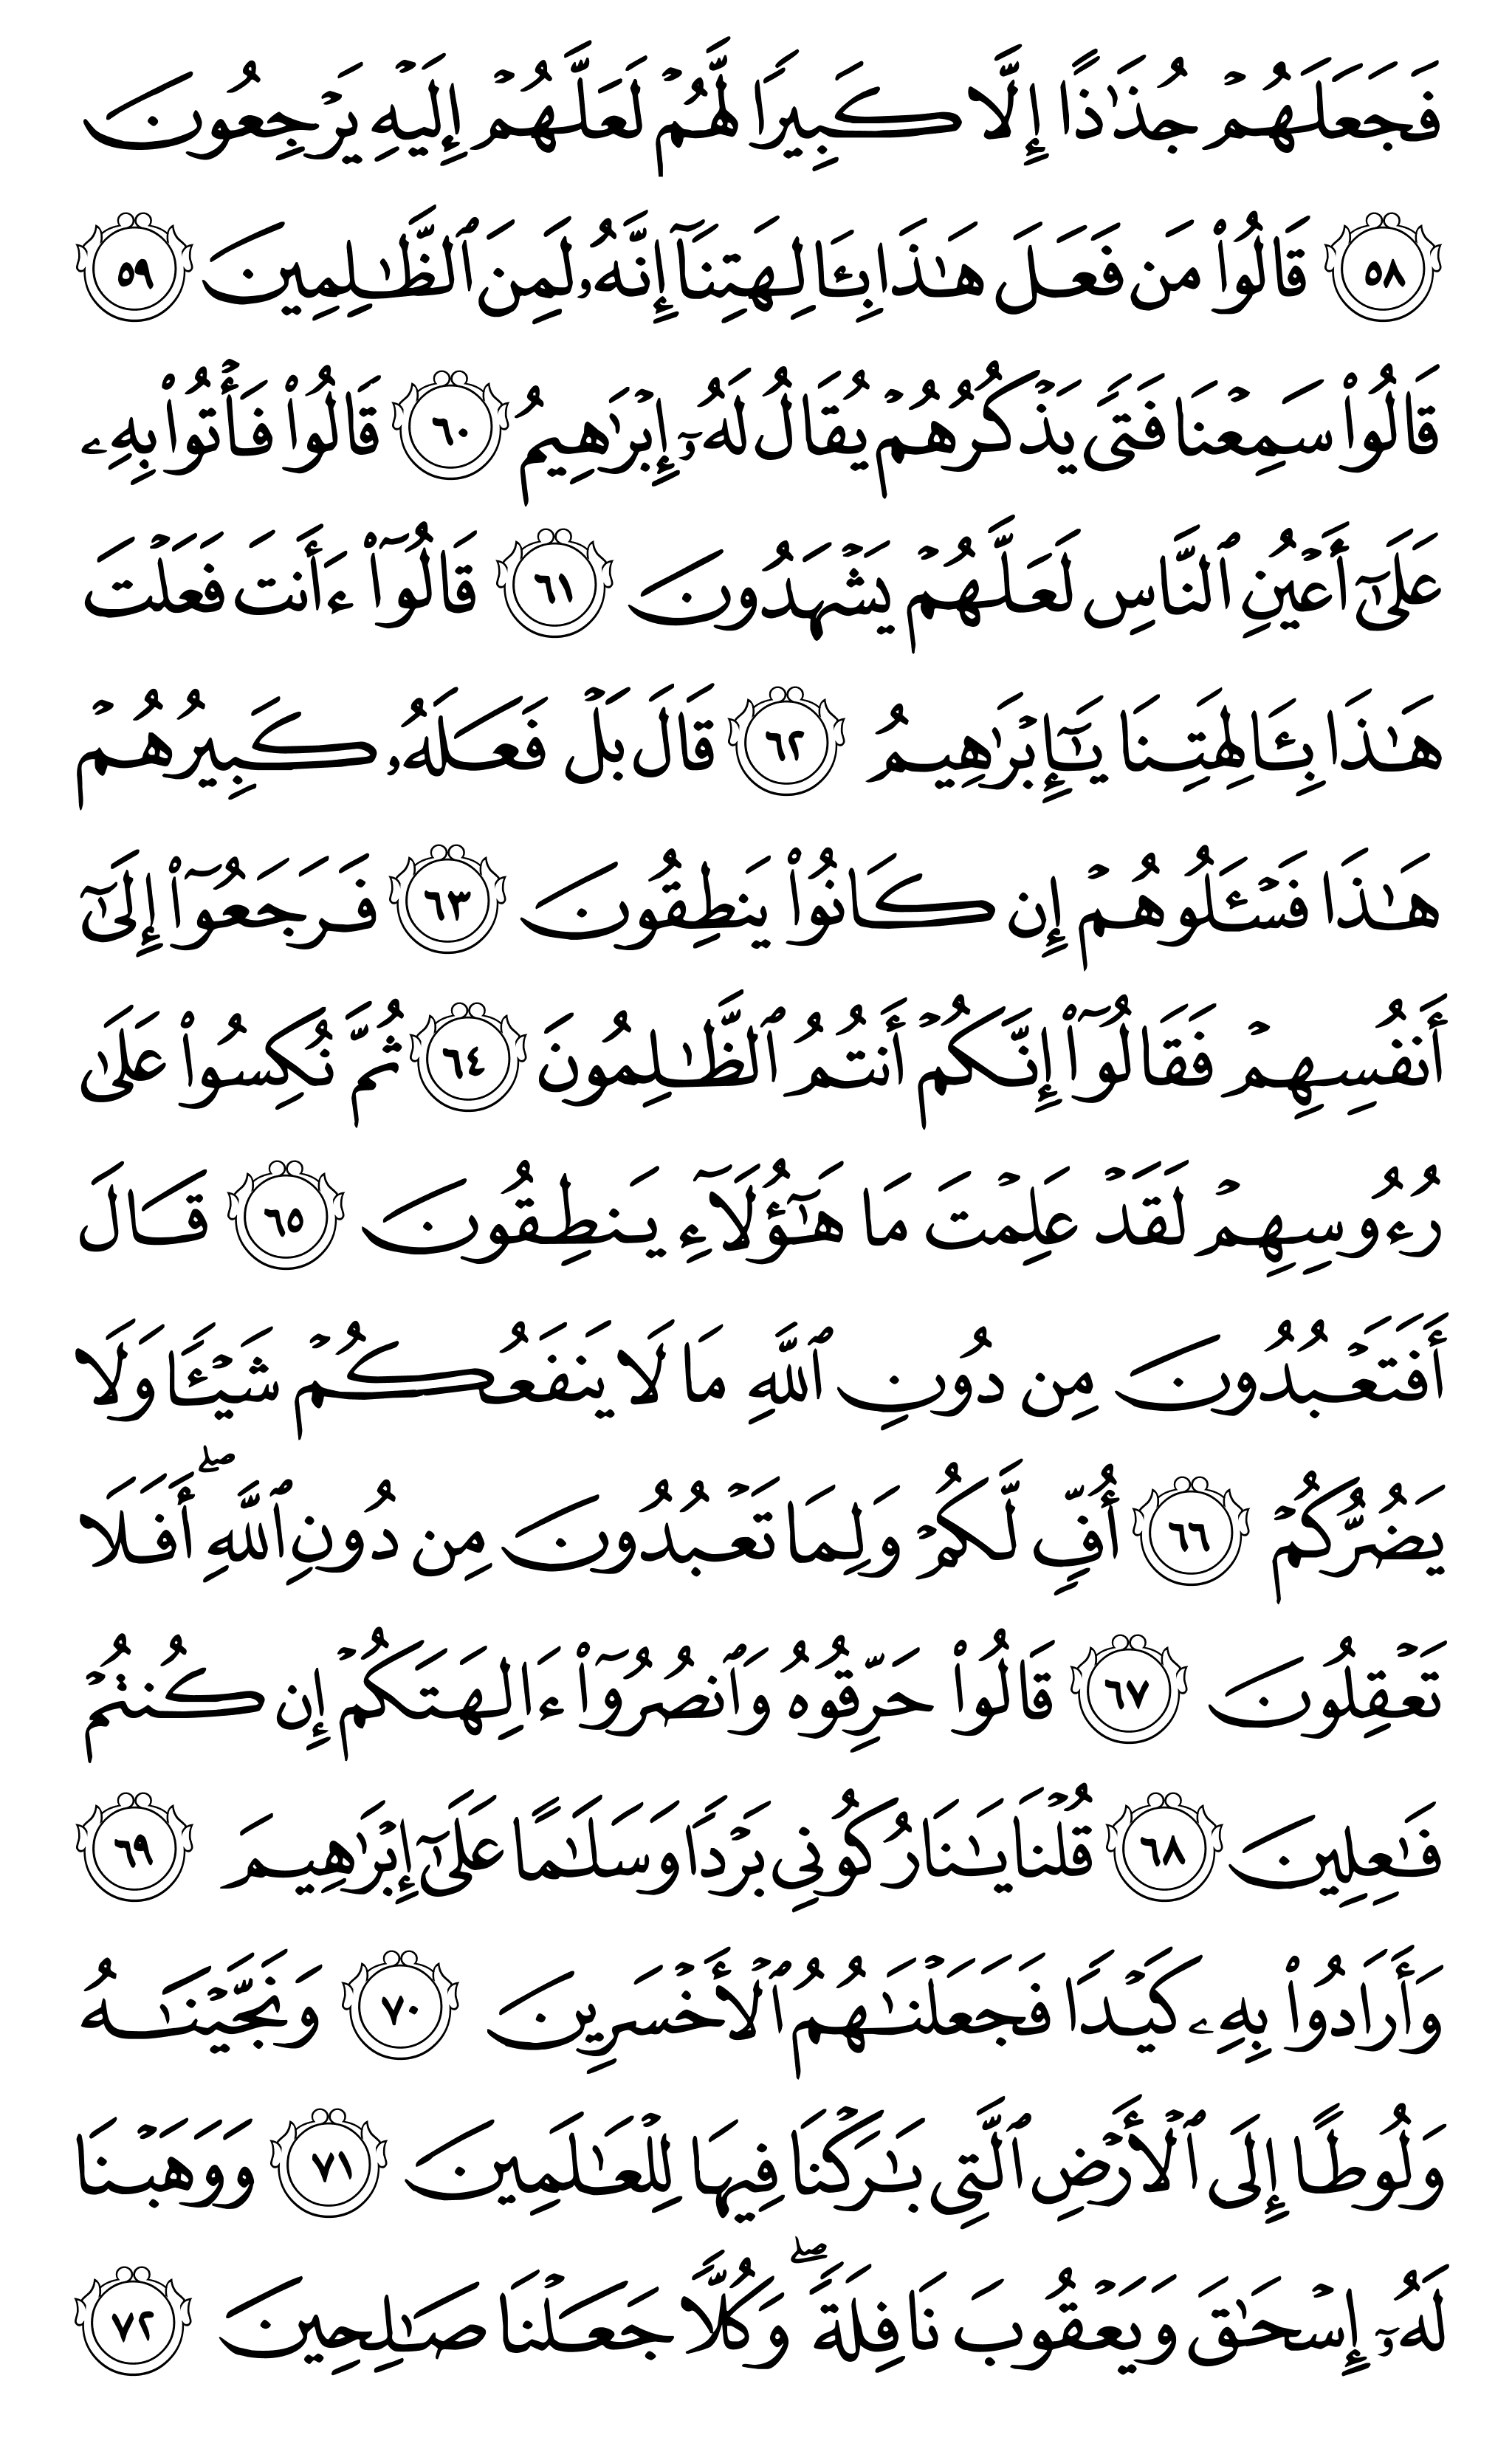 فَجَعَلَهُمۡ جُذَٰذًا إِلَّا كَبِيرٗا لَّهُمۡ لَعَلَّهُمۡ إِلَيۡهِ يَرۡجِعُونَ
٥٨ قَالُواْ مَن فَعَلَ هَٰذَا بِـَٔالِهَتِنَآ إِنَّهُۥ لَمِنَ ٱلظَّٰلِمِينَ ٥٩
قَالُواْ سَمِعۡنَا فَتٗى يَذۡكُرُهُمۡ يُقَالُ لَهُۥٓ إِبۡرَٰهِيمُ ٦٠ قَالُواْ فَأۡتُواْ بِهِۦ
عَلَىٰٓ أَعۡيُنِ ٱلنَّاسِ لَعَلَّهُمۡ يَشۡهَدُونَ ٦١ قَالُوٓاْ ءَأَنتَ فَعَلۡتَ
هَٰذَا بِـَٔالِهَتِنَا يَٰٓإِبۡرَٰهِيمُ ٦٢ قَالَ بَلۡ فَعَلَهُۥ كَبِيرُهُمۡ
هَٰذَا فَسۡـَٔلُوهُمۡ إِن كَانُواْ يَنطِقُونَ ٦٣ فَرَجَعُوٓاْ إِلَىٰٓ
أَنفُسِهِمۡ فَقَالُوٓاْ إِنَّكُمۡ أَنتُمُ ٱلظَّٰلِمُونَ ٦٤ ثُمَّ نُكِسُواْ عَلَىٰ
رُءُوسِهِمۡ لَقَدۡ عَلِمۡتَ مَا هَٰٓؤُلَآءِ يَنطِقُونَ ٦٥ قَالَ
أَفَتَعۡبُدُونَ مِن دُونِ ٱللَّهِ مَا لَا يَنفَعُكُمۡ شَيۡـٔٗا وَلَا
يَضُرُّكُمۡ ٦٦ أُفّٖ لَّكُمۡ وَلِمَا تَعۡبُدُونَ مِن دُونِ ٱللَّهِۚ أَفَلَا
تَعۡقِلُونَ ٦٧ قَالُواْ حَرِّقُوهُ وَٱنصُرُوٓاْ ءَالِهَتَكُمۡ إِن كُنتُمۡ
فَٰعِلِينَ ٦٨ قُلۡنَا يَٰنَارُ كُونِي بَرۡدٗا وَسَلَٰمًا عَلَىٰٓ إِبۡرَٰهِيمَ ٦٩
وَأَرَادُواْ بِهِۦ كَيۡدٗا فَجَعَلۡنَٰهُمُ ٱلۡأَخۡسَرِينَ ٧٠ وَنَجَّيۡنَٰهُ
وَلُوطًا إِلَى ٱلۡأَرۡضِ ٱلَّتِي بَٰرَكۡنَا فِيهَا لِلۡعَٰلَمِينَ ٧١ وَوَهَبۡنَا
لَهُۥٓ إِسۡحَٰقَ وَيَعۡقُوبَ نَافِلَةٗۖ وَكُلّٗا جَعَلۡنَا صَٰلِحِينَ ٧٢